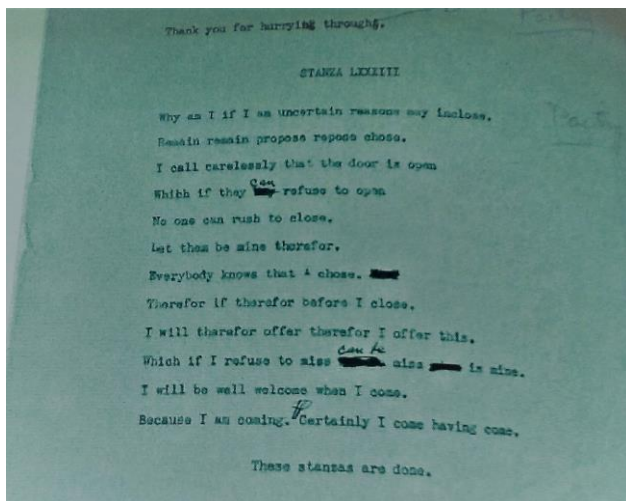 Thank you for hurrying through.
STANZA LXXXIII
Why am I if I am uncertain reasons may inclose.
Remain remain propose repose chose.
I call carelessly that the door is open
Whibh if they can refuse to open
No one can rush to close.
Let them be mine therefor.
Everybody knows that I chose.
Therefor if therefor before I close.
I will therefor offer therefor I offer this.
Which if I refuse to miss can be miss is mine.
I will be well welcome when I come.
Because I am coming. Certainly I come having come.
These stanzas are done.